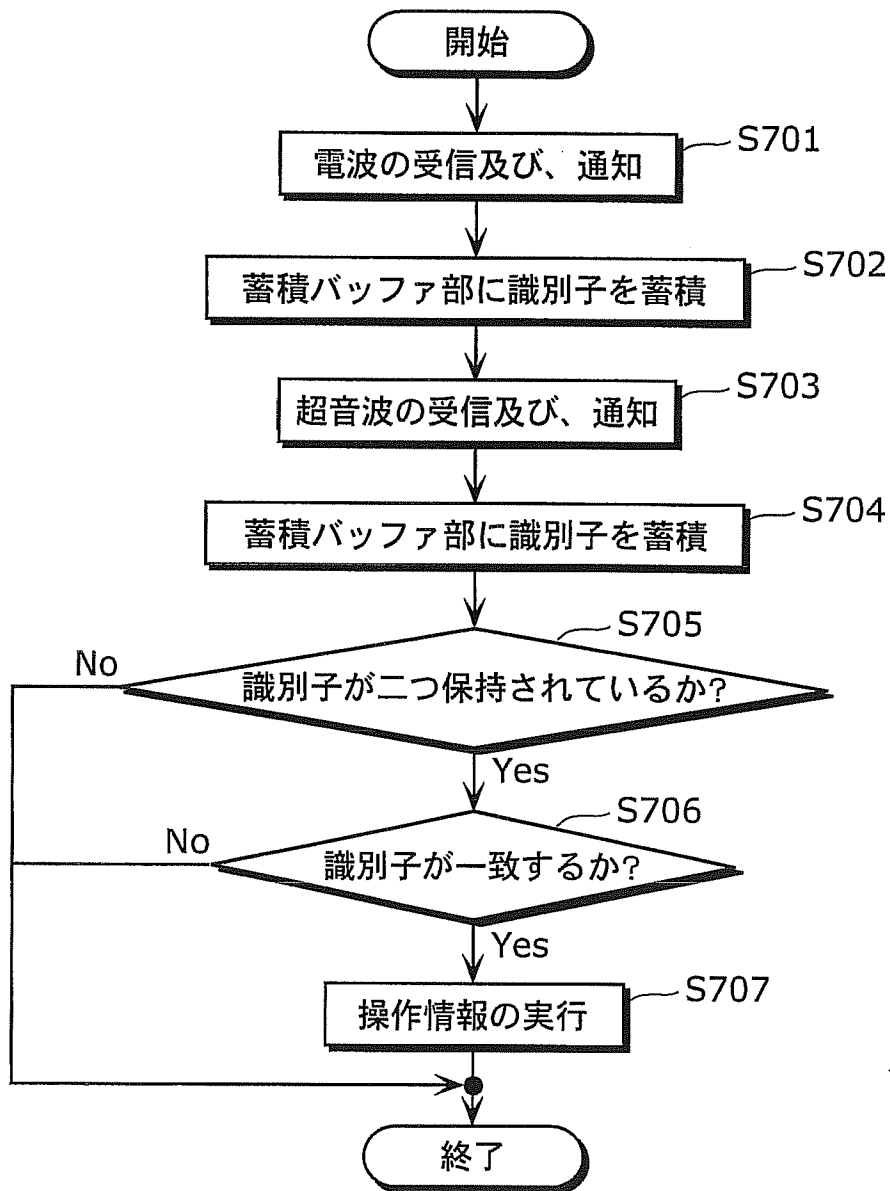 開始
電波の受信及び、通知
S701
蓄積バッファ部に識別子を蓄積
S702
超音波の受信及び、通知
S703
蓄積バッファ部に識別子を蓄積
S704
S705
No
識別子が二つ保持されているか?
Yes
S706
No
識別子が一致するか?
Yes
操作情報の実行
S707
終了